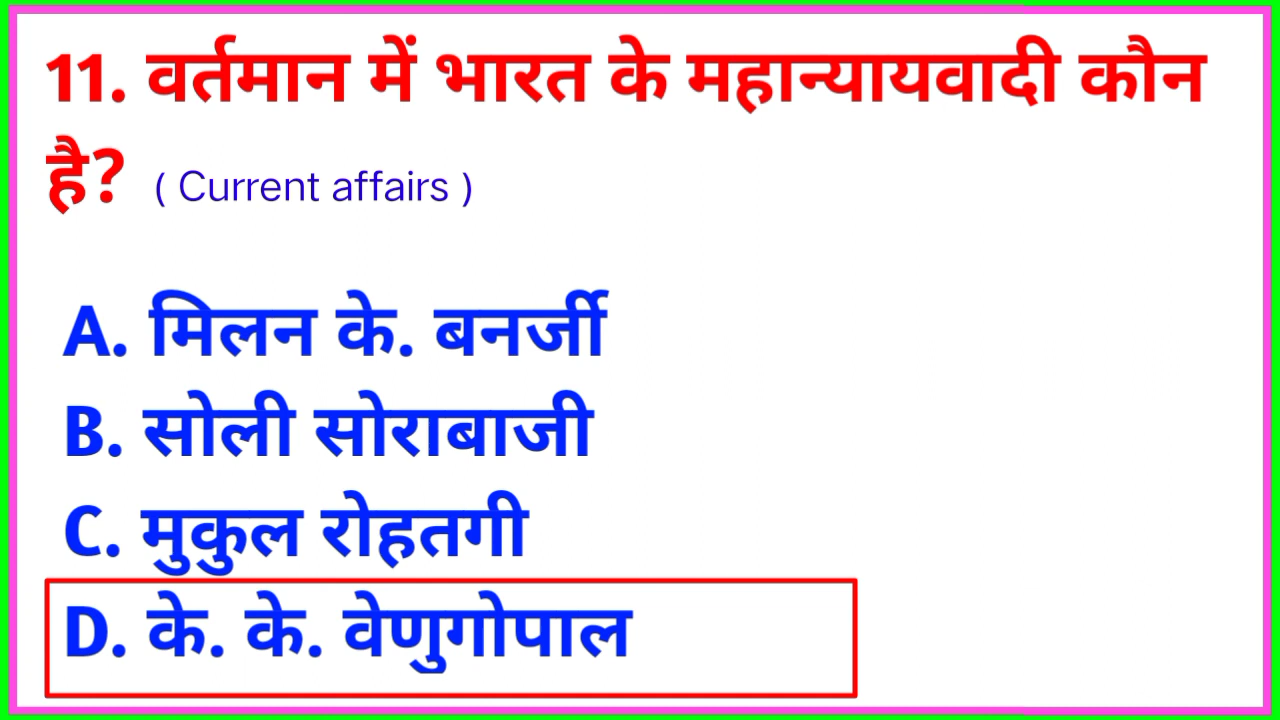 11. वर्तमान में भारत के महान्यायवादी कौन
है? ( Current affairs )
A. मिलन के. बनर्जी
B. सोली सोराबाजी
C. मुकुल रोहतगी
D. के. के. वेणुगोपाल